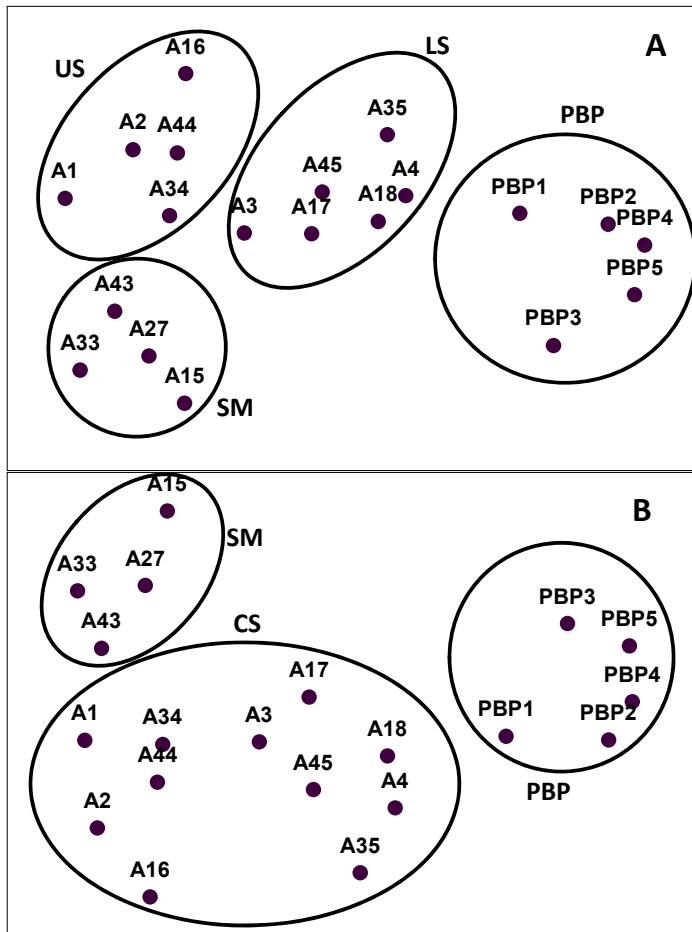 A16
LS
A
US
A35
PBP
A2
A44
A45
A4
A1
PBP1
PBP2
A34
A3
A17
A18
PBP4
PBP5
A43
A27
PBP3
A33
A15
SM
A15
B
SM
A33
A27
PBP3
PBP5
A43
CS
A17
PBP4
A1
A34
A3
A18
PBP1
PBP2
A44
A45
A4
PBP
A2
A35
A16